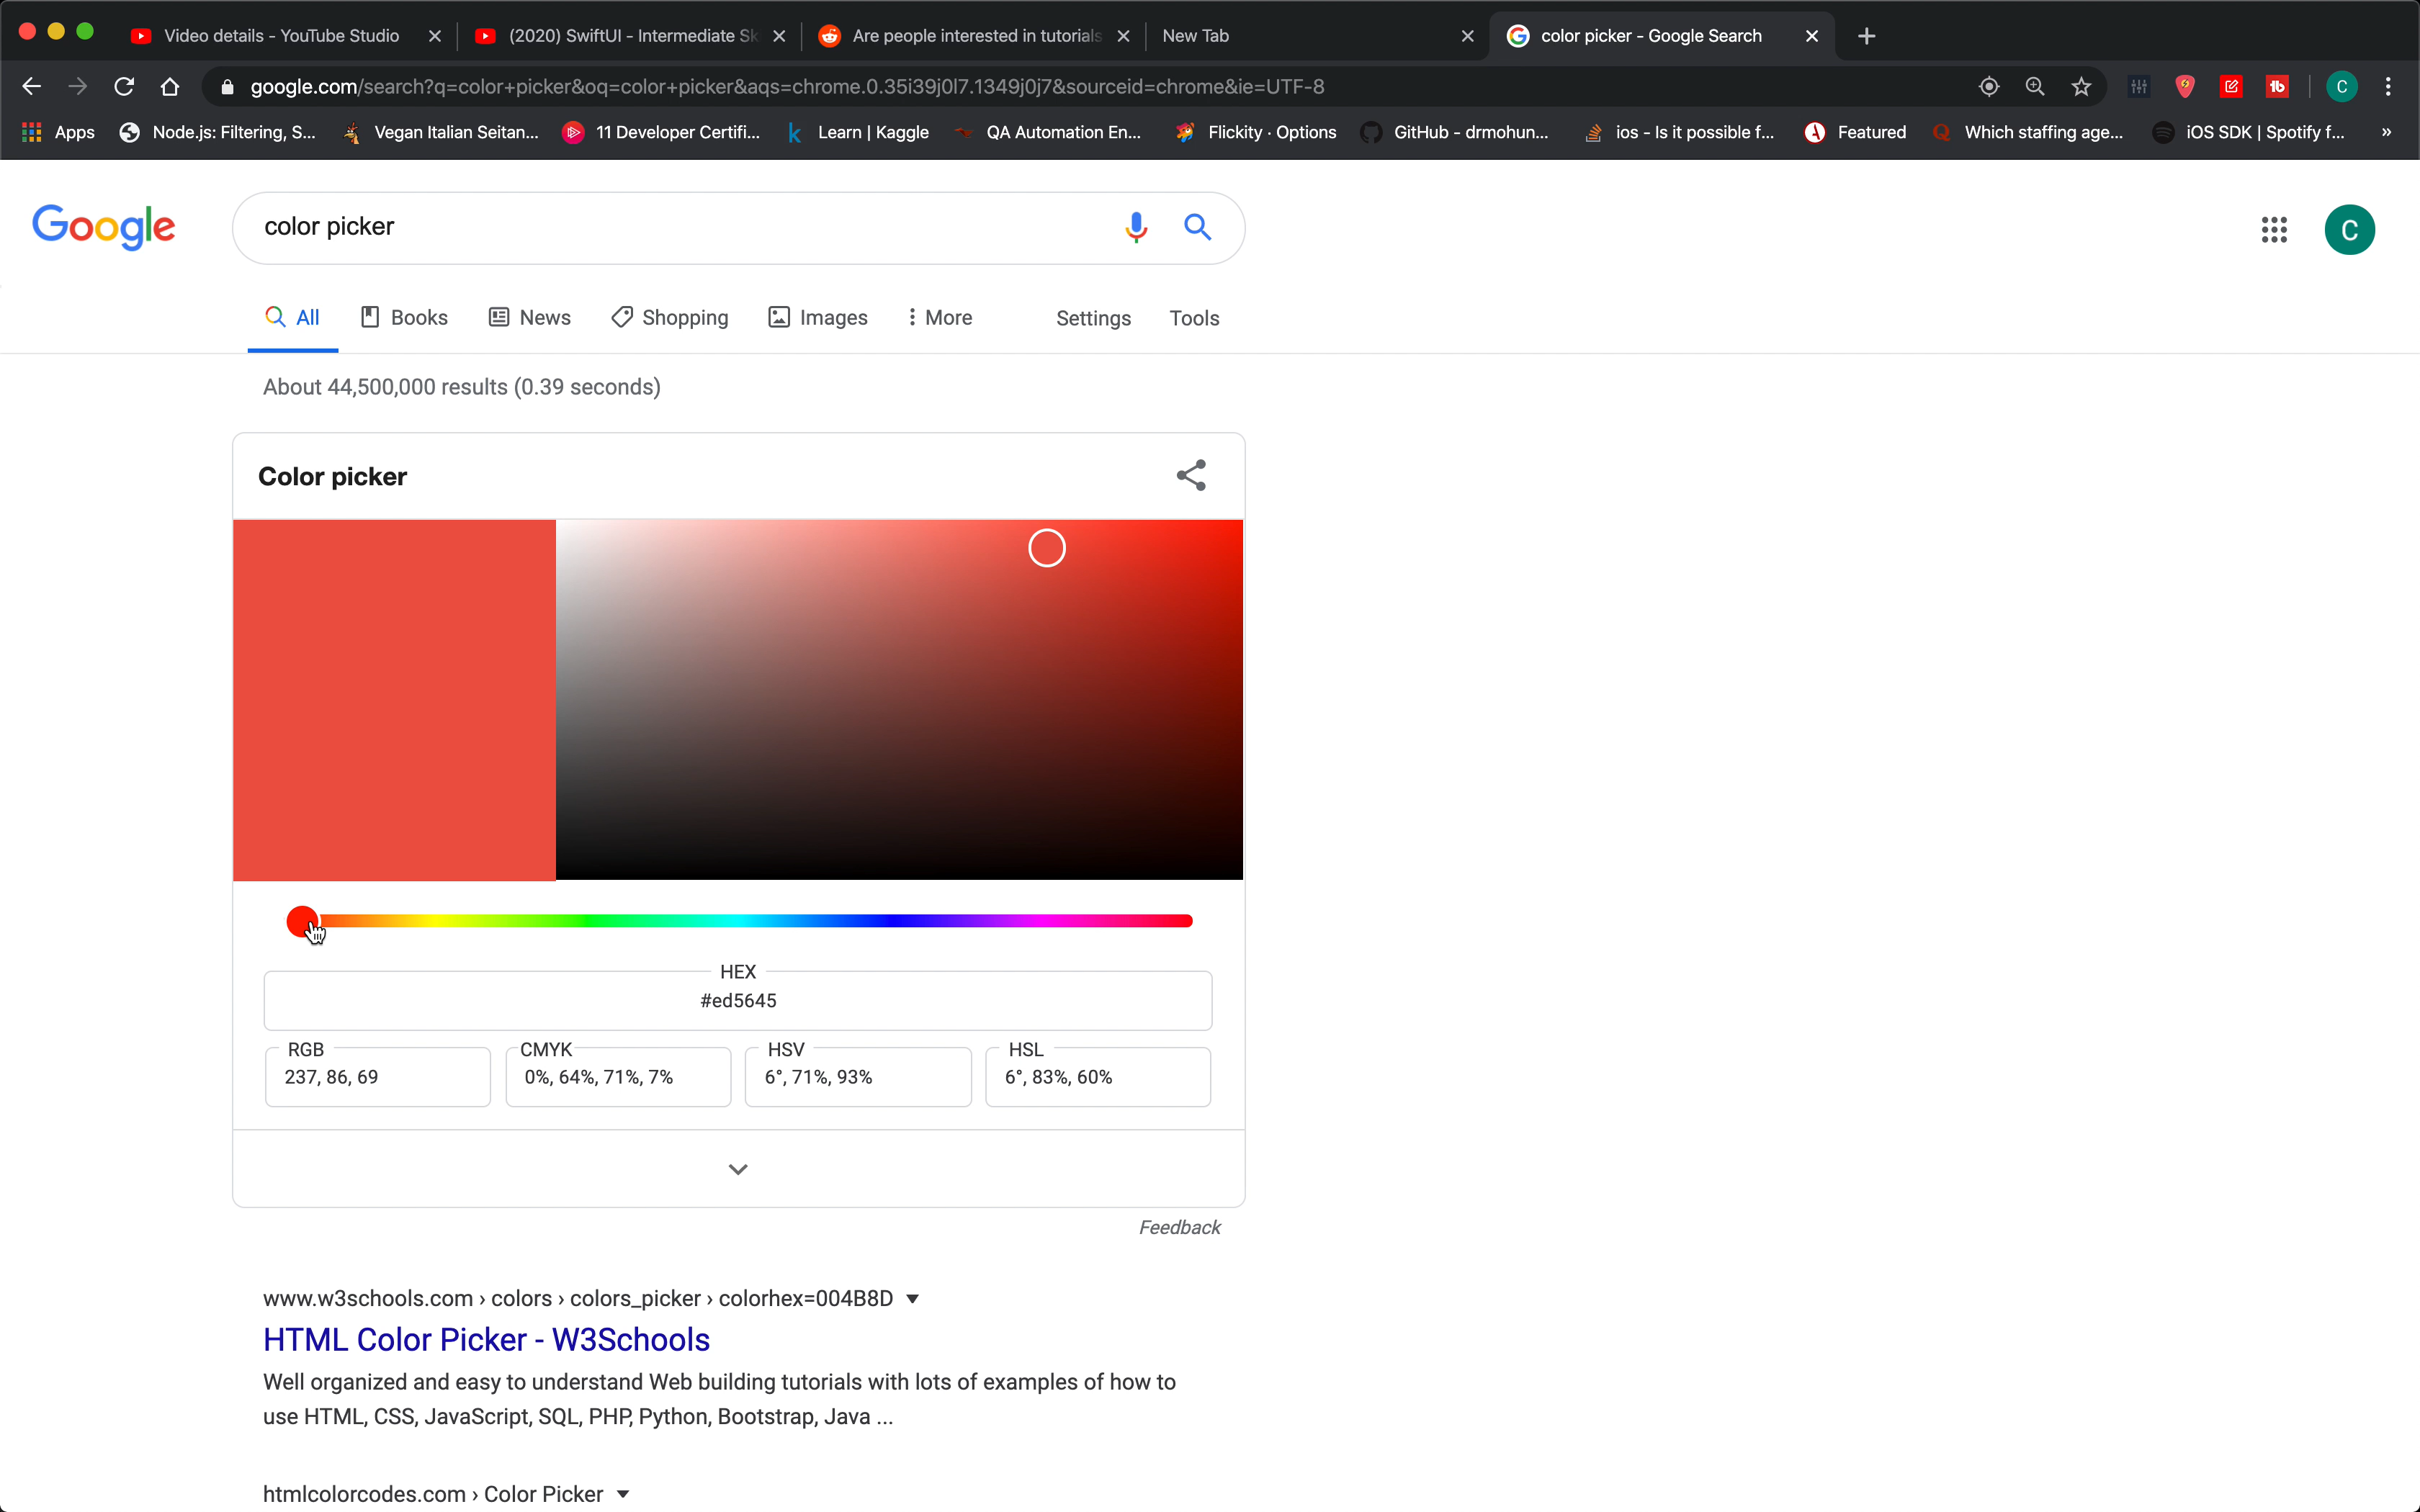 Video details - YouTube Studio
(2020) SwiftUI - Intermediate Sk
Are people interested in tutorials
New Tab
color picker - Google Search
google.com/search?q=color+picker&oq=color+picker&aqs=chrome.0.35i39j0l7.1349j0j7&sourceid=chrome&ie=UTF-8
tb
C
Apps
Node.js: Filtering, S...
Vegan Italian Seitan...
11 Developer Certifi...
k
Learn | Kaggle
QA Automation En...
Flickity · Options
GitHub - drmohun...
ios - Is it possible f...
Featured
Which staffing age...
iOS SDK | Spotify f...
»
Google
color picker
C
All
Books
News
Shopping
Images
More
Settings
Tools
About 44,500,000 results (0.39 seconds)
Color picker
HEX
#ed5645
RGB
237, 86, 69
CMYK
0%, 64%, 71%, 7%
HSV
6°, 71%, 93%
HSL
6°, 83%, 60%
Feedback
www.w3schools.com › colors › colors_picker › colorhex=004B8D
HTML Color Picker - W3Schools
Well organized and easy to understand Web building tutorials with lots of examples of how to
use HTML, CSS, JavaScript, SQL, PHP, Python, Bootstrap, Java ...
htmlcolorcodes.com › Color Picker